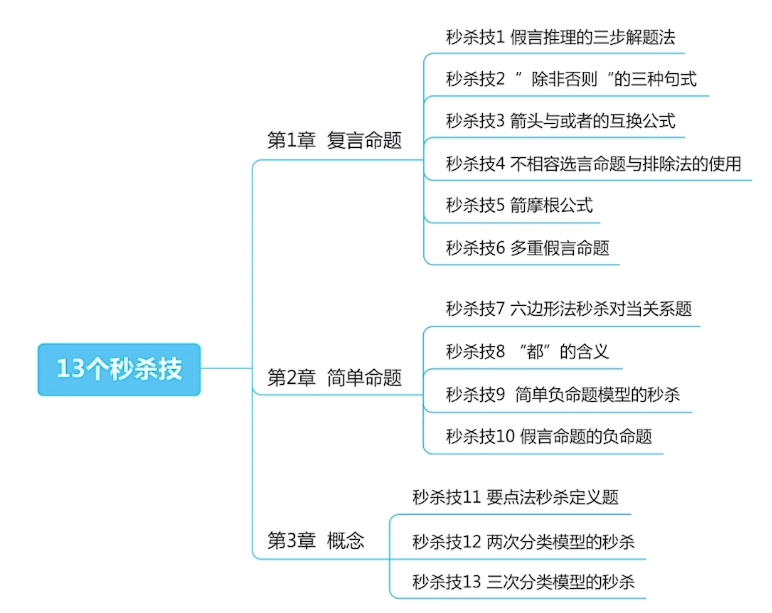 13个秒杀技
第1章 复言命题
秒杀技1 假言推理的三步解题法
秒杀技2 ”除非否则“的三种句式
秒杀技3 箭头与或者的互换公式
秒杀技4 不相容选言命题与排除法的使用
秒杀技5 箭摩根公式
秒杀技6 多重假言命题
第2章 简单命题
秒杀技7 六边形法秒杀对当关系题
秒杀技8 “都”的含义
秒杀技9 简单负命题模型的秒杀
秒杀技10 假言命题的负命题
第3章 概念
秒杀技11 要点法秒杀定义题
秒杀技12 两次分类模型的秒杀
秒杀技13 三次分类模型的秒杀